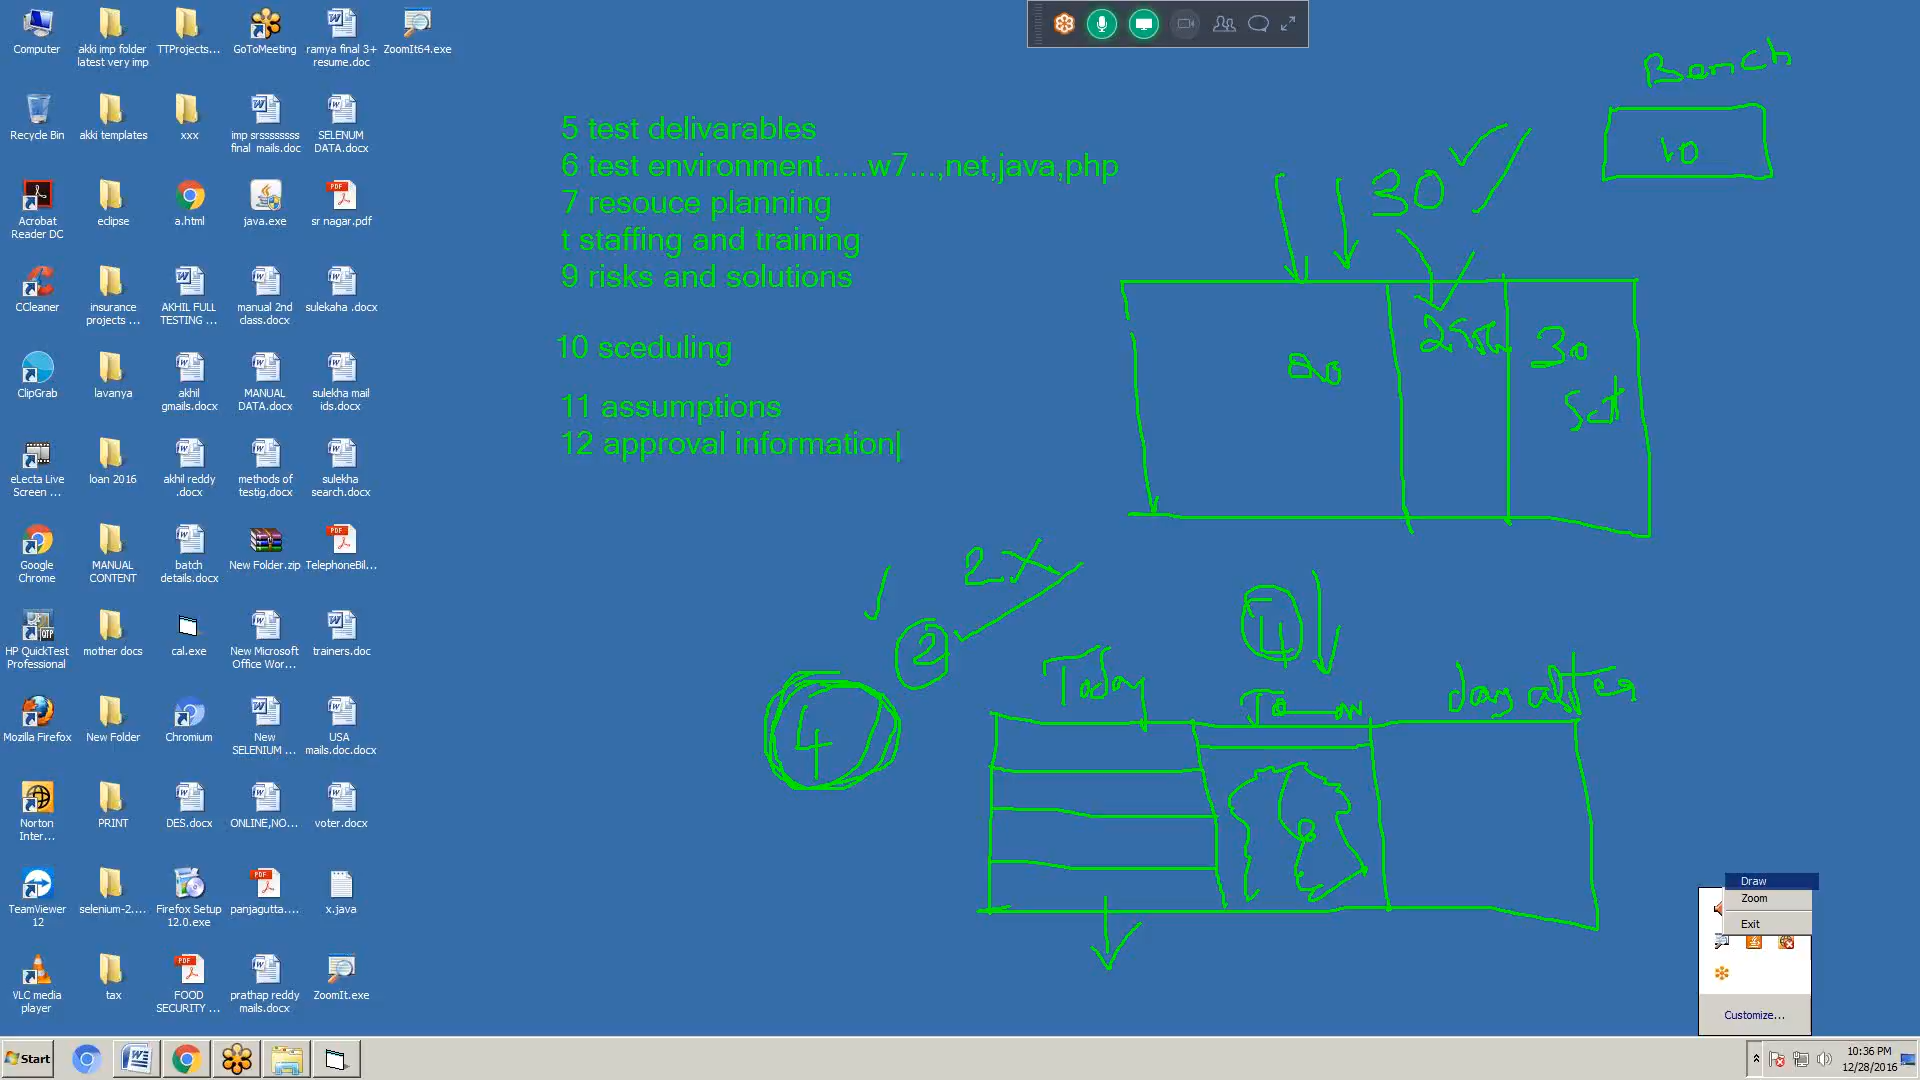 Computer
akki imp folder
latest very imp
TTProjects...
GoToMeeting
ramya final 3+
resume.doc
ZoomIt64.exe
Recycle Bin
akki templates
xxx
imp srsssssssss
final mails.doc
SELENUM
DATA.docx
Acrobat
Reader DC
eclipse
a.html
java.exe
sr nagar.pdf
CCleaner
insurance
projects ...
AKHIL FULL
TESTING ...
manual 2nd
class.docx
sulekaha .docx
ClipGrab
lavanya
akhil
gmails.docx
MANUAL
DATA.docx
sulekha mail
ids.docx
eLecta Live
Screen ...
loan 2016
akhil reddy
.docx
methods of
testig.docx
sulekha
search.docx
Google
Chrome
MANUAL
CONTENT
batch
details.docx
New Folder.zip
TelephoneBil...
HP QuickTest
Professional
mother docs
cal.exe
New Microsoft
Office Wor...
trainers.doc
Mozilla Firefox
New Folder
Chromium
New
SELENIUM ...
USA
mails.doc.docx
Norton
Inter...
PRINT
DES.docx
ONLINE,NO...
voter.docx
TeamViewer
12
selenium-2....
Firefox Setup
12.0.exe
panjagutta....
x.java
VLC media
player
tax
FOOD
SECURITY ...
prathap reddy
mails.docx
ZoomIt.exe
5 test delivarables
6 test environment.....w7...,net,java,php
7 resouce planning
t staffing and training
9 risks and solutions
10 sceduling
11 assumptions
12 approval information
Bench
10
30
30
2x
2
4
4
Today
day after
Draw
Zoom
Exit
Customize...
Start
10:36 PM
12/28/2016